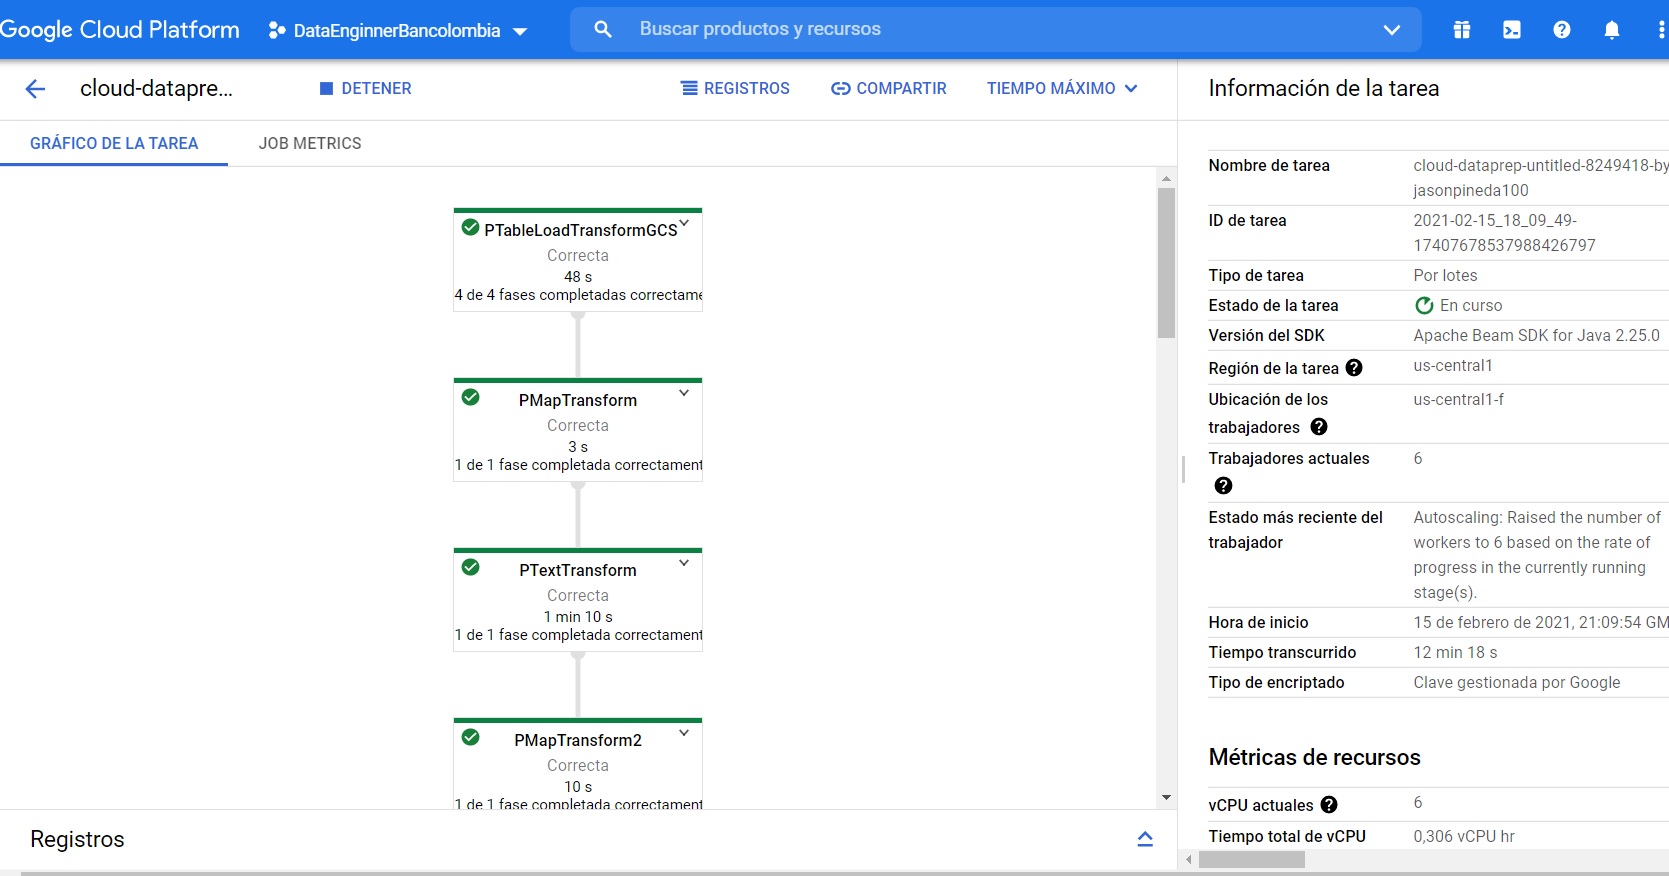 Google Cloud Platform
DataEnginnerBancolombia
Buscar productos y recursos
cloud-datapre...
DETENER
REGISTROS
COMPARTIR
TIEMPO MÁXIMO
GRÁFICO DE LA TAREA
JOB METRICS
PTableLoadTransformGCS
Correcta
48 s
4 de 4 fases completadas correctame
PMapTransform
Correcta
3 s
1 de 1 fase completada correctament
PTextTransform
Correcta
1 min 10 s
1 de 1 fase completada correctament
PMapTransform2
Correcta
10 s
1 de 1 fase completada correctament
Registros
Información de la tarea
Nombre de tarea
cloud-dataprep-untitled-8249418-by
jasonpineda100
ID de tarea
2021-02-15_18_09_49-
17407678537988426797
Tipo de tarea
Por lotes
Estado de la tarea
En curso
Versión del SDK
Apache Beam SDK for Java 2.25.0
Región de la tarea
us-central1
Ubicación de los
trabajadores
us-central1-f
Trabajadores actuales
6
Estado más reciente del
trabajador
Autoscaling: Raised the number of
workers to 6 based on the rate of
progress in the currently running
stage(s).
Hora de inicio
15 de febrero de 2021, 21:09:54 GM
Tiempo transcurrido
12 min 18 s
Tipo de encriptado
Clave gestionada por Google
Métricas de recursos
vCPU actuales
6
Tiempo total de vCPU
0,306 vCPU hr